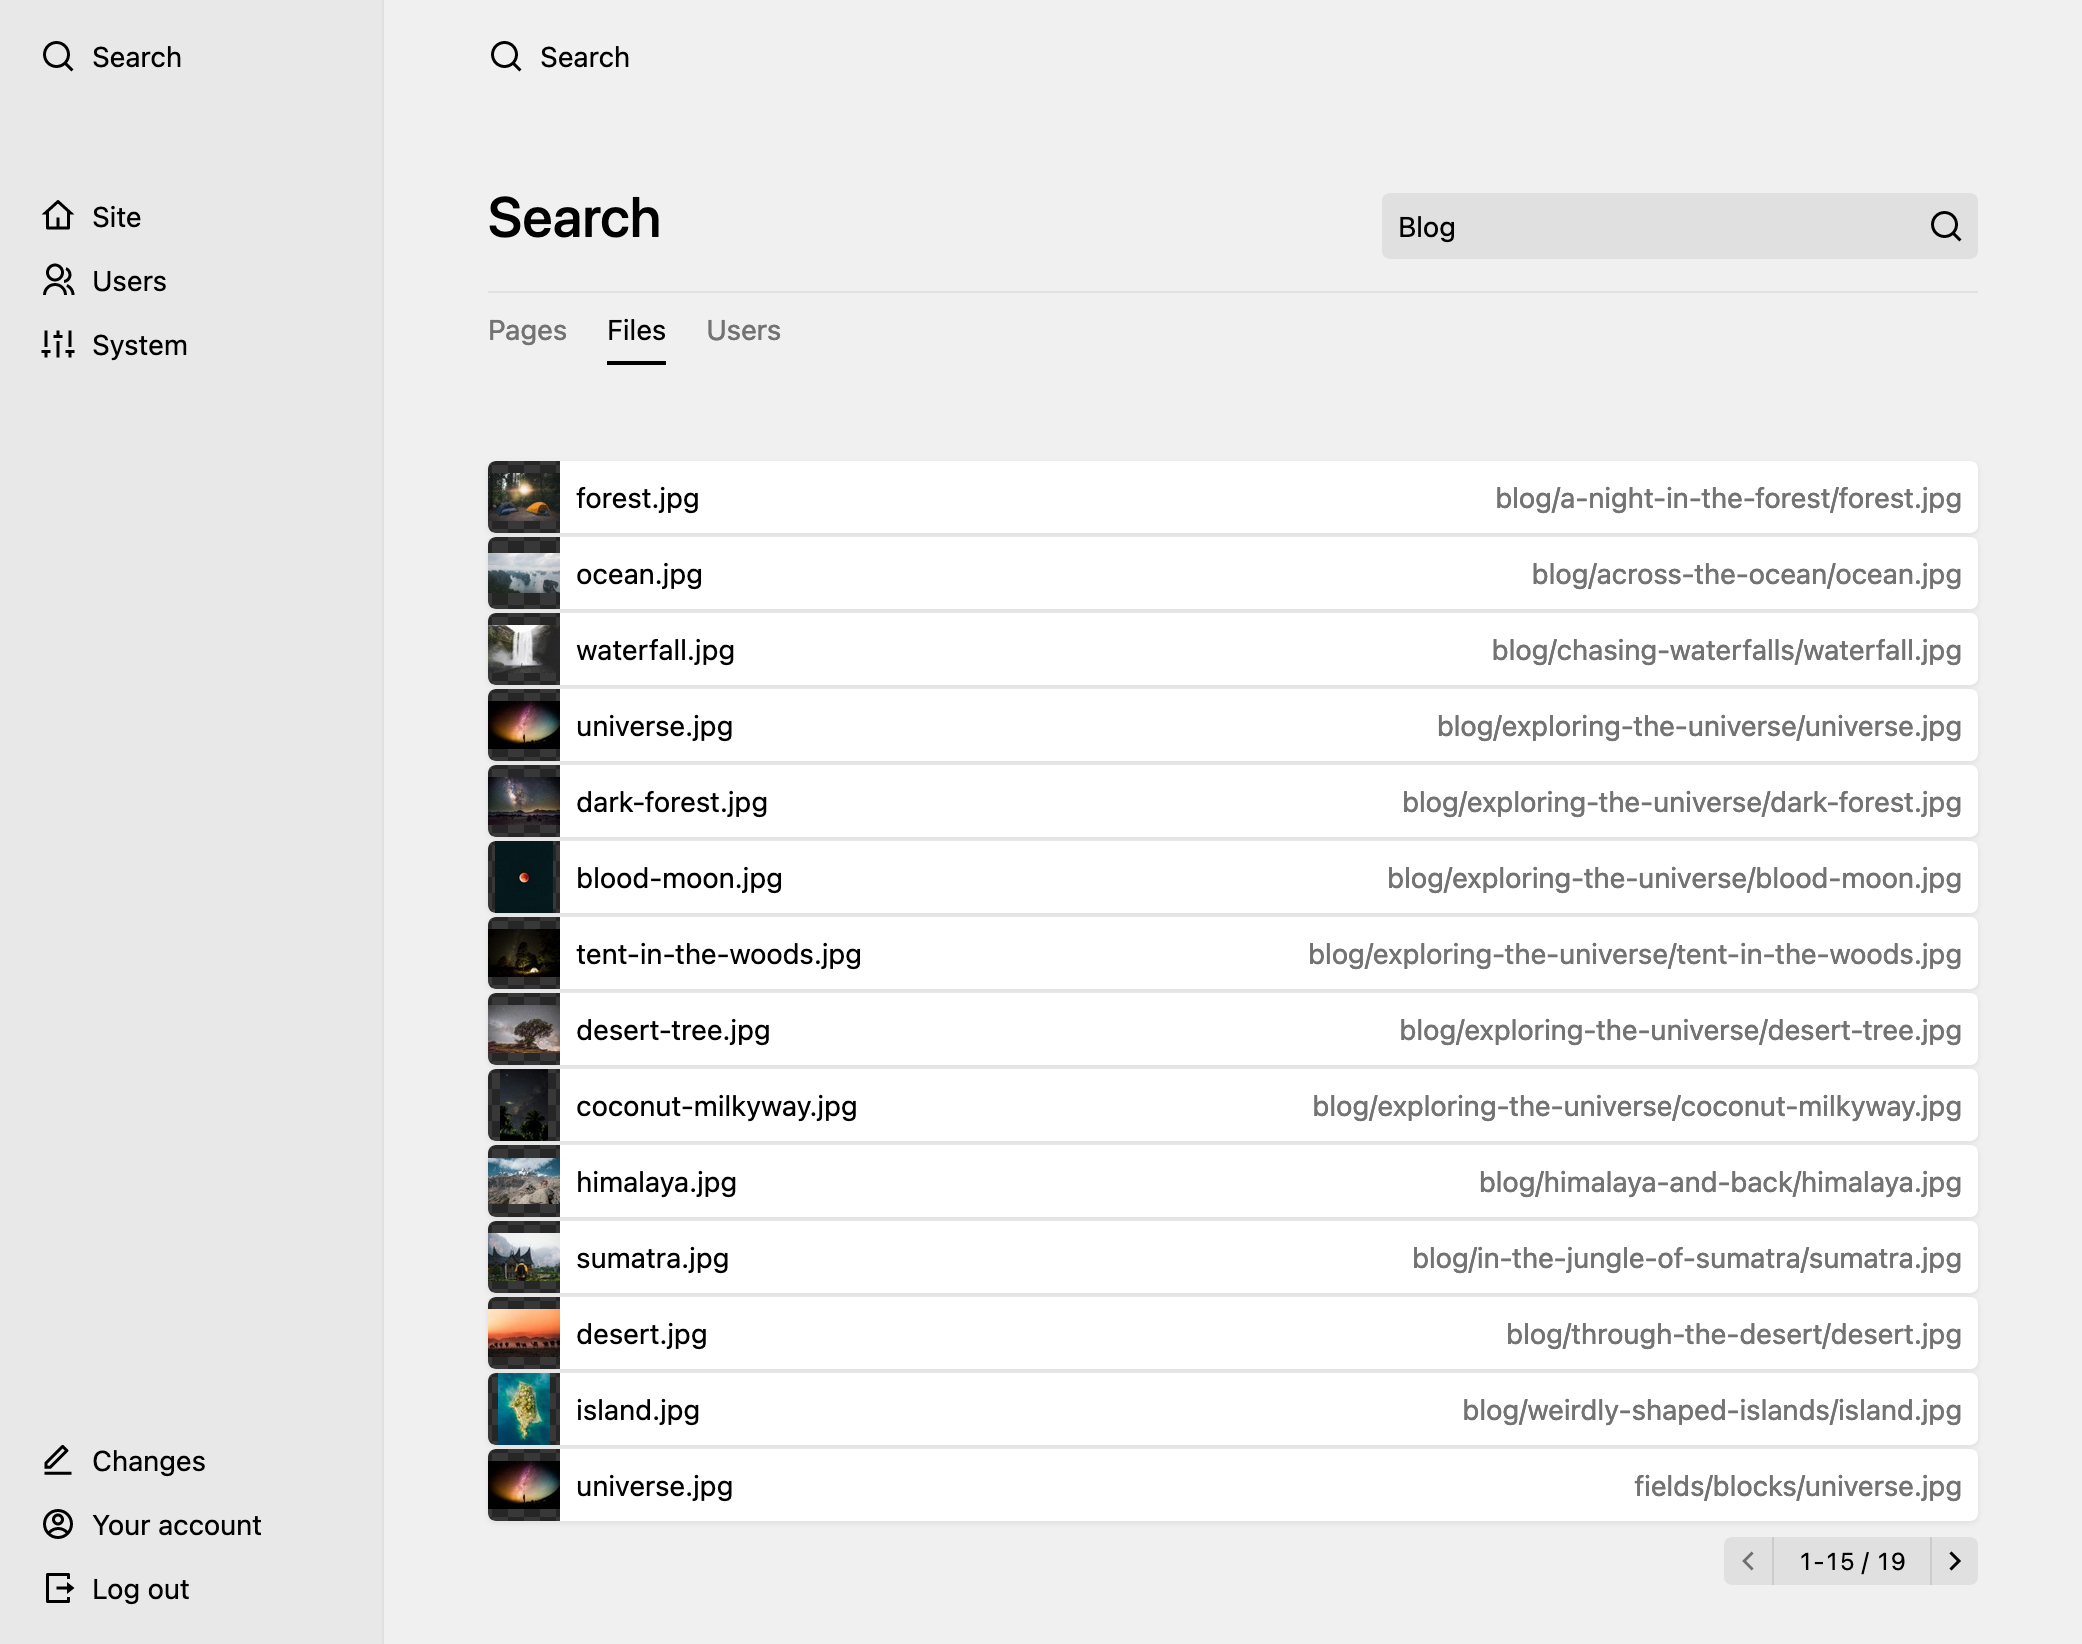 Search
Site
Users
System
Changes
Your account
Log out
Search
Search
Blog
Pages Files Users
forest.jpg blog/a-night-in-the-forest/forest.jpg
ocean.jpg blog/across-the-ocean/ocean.jpg
waterfall.jpg blog/chasing-waterfalls/waterfall.jpg
universe.jpg blog/exploring-the-universe/universe.jpg
dark-forest.jpg blog/exploring-the-universe/dark-forest.jpg
blood-moon.jpg blog/exploring-the-universe/blood-moon.jpg
tent-in-the-woods.jpg blog/exploring-the-universe/tent-in-the-woods.jpg
desert-tree.jpg blog/exploring-the-universe/desert-tree.jpg
coconut-milkyway.jpg blog/exploring-the-universe/coconut-milkyway.jpg
himalaya.jpg blog/himalaya-and-back/himalaya.jpg
sumatra.jpg blog/in-the-jungle-of-sumatra/sumatra.jpg
desert.jpg blog/through-the-desert/desert.jpg
island.jpg blog/weirdly-shaped-islands/island.jpg
universe.jpg fields/blocks/universe.jpg
1-15 / 19